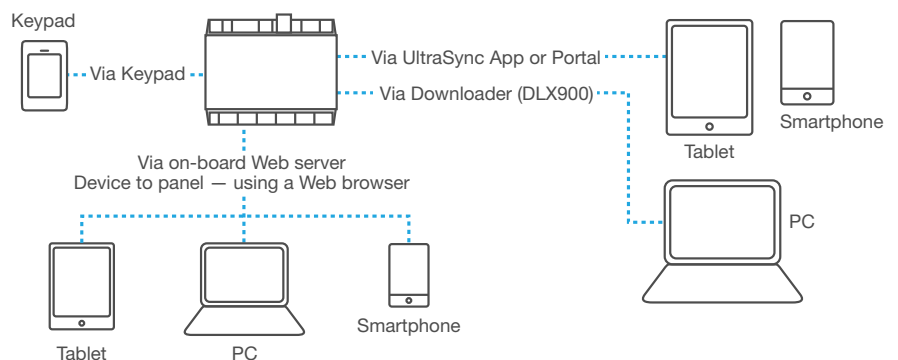 Keypad
Via Keypad
Via UltraSync App or Portal
Via Downloader (DLX900)
Tablet
Smartphone
PC
Via on-board Web server
Device to panel — using a Web browser
Tablet
PC
Smartphone